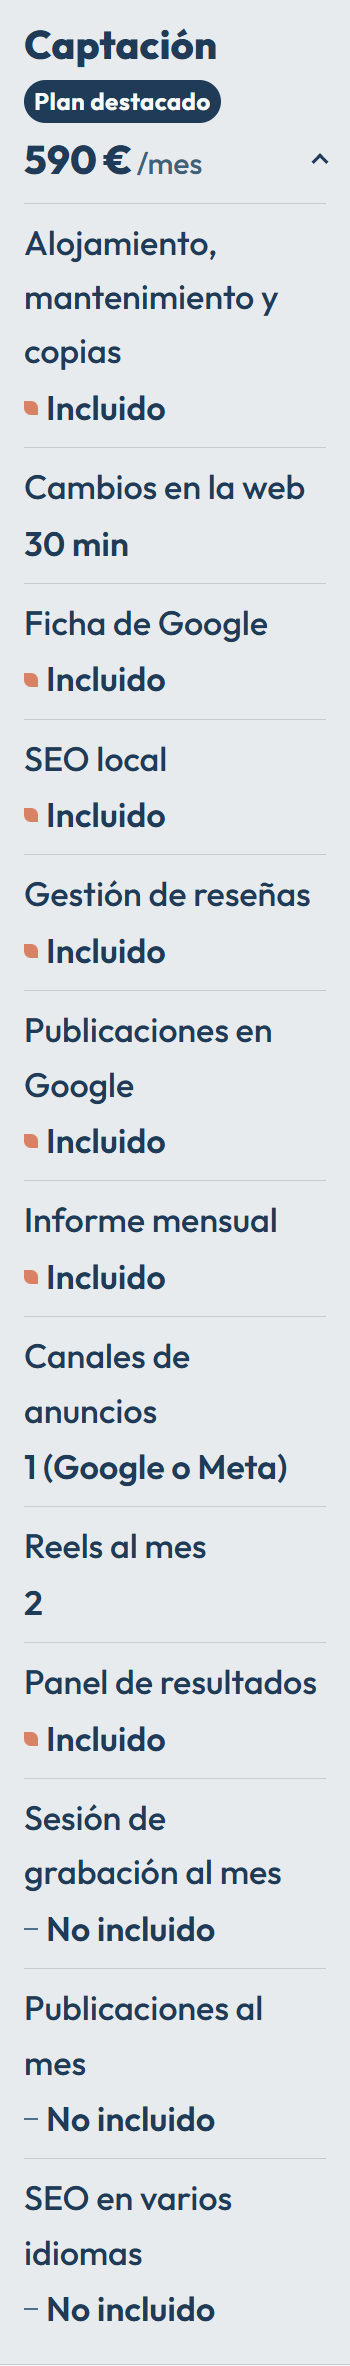 Captación
Plan destacado
590 € /mes
Alojamiento,
mantenimiento y
copias
Incluido
Cambios en la web
30 min
Ficha de Google
Incluido
SEO local
Incluido
Gestión de reseñas
Incluido
Publicaciones en
Google
Incluido
Informe mensual
Incluido
Canales de
anuncios
1 (Google o Meta)
Reels al mes
2
Panel de resultados
Incluido
Sesión de
grabación al mes
– No incluido
Publicaciones al
mes
– No incluido
SEO en varios
idiomas
– No incluido